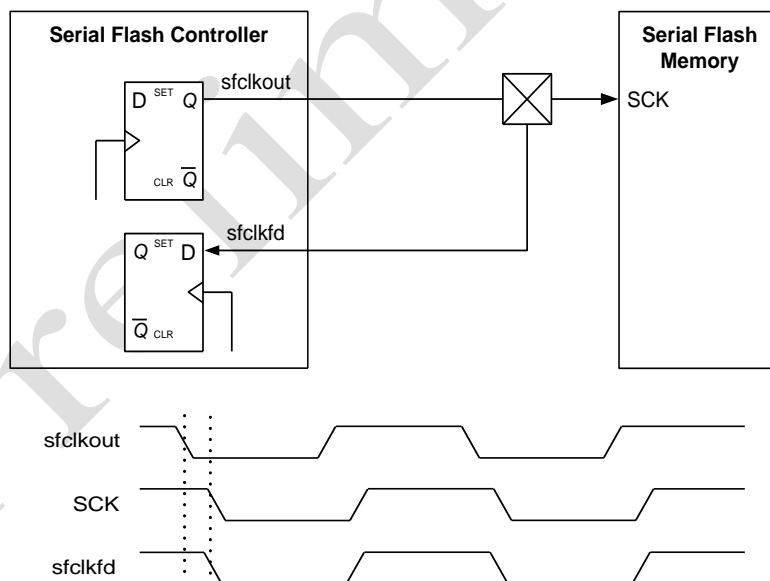 Serial Flash Controller
Serial Flash
Memory
D SET Q
sfclkout
SCK
CLR Q
sfclkfd
Q SET D
Q CLR
sfclkout
SCK
sfclkfd